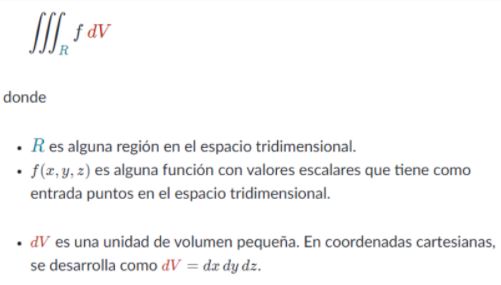 ∭_R f dV
donde
• R es alguna región en el espacio tridimensional.
• f(x, y, z) es alguna función con valores escalares que tiene como
entrada puntos en el espacio tridimensional.
• dV es una unidad de volumen pequeña. En coordenadas cartesianas,
se desarrolla como dV = dx dy dz.